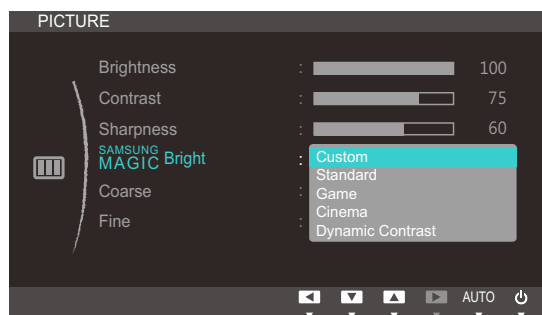 PICTURE
Brightness : 100
Contrast : 75
Sharpness : 60
SAMSUNG
MAGIC Bright : Custom
Standard
Game
Cinema
Dynamic Contrast
Coarse :
Fine :
AUTO